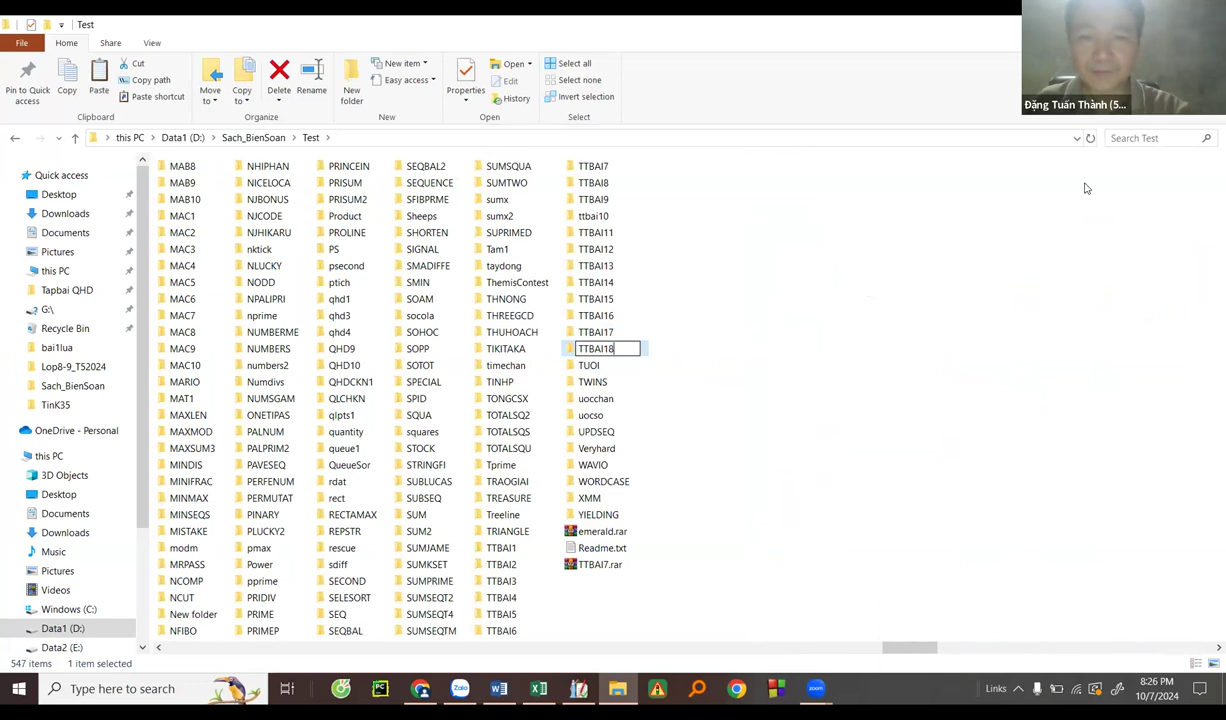 Test
File
Home
Share
View
Pin to Quick access
Copy
Paste
Cut
Copy path
Paste shortcut
Clipboard
Move to
Copy to
Delete
Rename
Organize
New folder
New item
Easy access
New
Properties
Open
Edit
History
Open
Select all
Select none
Invert selection
Select
Đặng Tuấn Thành (5...
this PC
Data1 (D:)
Sach_BienSoan
Test
Search Test
Quick access
Desktop
Downloads
Documents
Pictures
this PC
Tapbai QHD
G:\
Recycle Bin
bai1lua
Lop8-9_T52024
Sach_BienSoan
TinK35
OneDrive - Personal
this PC
3D Objects
Desktop
Documents
Downloads
Music
Pictures
Videos
Windows (C:)
Data1 (D:)
Data2 (E:)
MAB8
MAB9
MAB10
MAC1
MAC2
MAC3
MAC4
MAC5
MAC6
MAC7
MAC8
MAC9
MAC10
MARIO
MAT1
MAXLEN
MAXMOD
MAXSUM3
MINDIS
MINIFRAC
MINMAX
MINSEQS
MISTAKE
modm
MRPASS
NCOMP
NCUT
New folder
NFIBO
NHIPHAN
NICELOCA
NJBONUS
NJCODE
NJHIKARU
nktick
NLUCKY
NODD
NPALIPRI
nprime
NUMBERME
NUMBERS
numbers2
Numdivs
NUMSGAM
ONETIPAS
PALNUM
PALPRIM2
PAVESEQ
PERFENUM
PERMUTAT
PINARY
PLUCKY2
pmax
Power
pprime
PRIDIV
PRIME
PRIMEP
PRINCEIN
PRISUM
PRISUM2
Product
PROLINE
PS
psecond
ptich
qhd1
qhd3
qhd4
QHD9
QHD10
QHDCKN1
QLCHKN
qlpts1
quantity
queue1
QueueSor
rdat
rect
RECTAMAX
REPSTR
rescue
sdiff
SECOND
SELESORT
SEQ
SEQBAL
SEQBAL2
SEQUENCE
SFIBPRME
Sheeps
SHORTEN
SIGNAL
SMADIFFE
SMIN
SOAM
socola
SOHOC
SOPP
SOTOT
SPECIAL
SPID
SQUA
squares
STOCK
STRINGFI
SUBLUCAS
SUBSEQ
SUM
SUM2
SUMJAME
SUMKSET
SUMPRIME
SUMSEQT2
SUMSEQT4
SUMSEQTM
SUMSQUA
SUMTWO
sumx
sumx2
SUPRIMED
Tam1
taydong
ThemisContest
THNONG
THREEGCD
THUHOACH
TIKITAKA
timechan
TINHP
TONGCSX
TOTALSQ2
TOTALSQS
TOTALSQU
Tprime
TRAOGIAI
TREASURE
Treeline
TRIANGLE
TTBAI1
TTBAI2
TTBAI3
TTBAI4
TTBAI5
TTBAI6
TTBAI7
TTBAI8
TTBAI9
ttbai10
TTBAI11
TTBAI12
TTBAI13
TTBAI14
TTBAI15
TTBAI16
TTBAI17
TTBAI18
TUOI
TWINS
uocchan
uocso
UPDSEQ
Veryhard
WAVIO
WORDCASE
XMM
YIELDING
emerald.rar
Readme.txt
TTBAI7.rar
547 items
1 item selected
Type here to search
Links
8:26 PM
10/7/2024